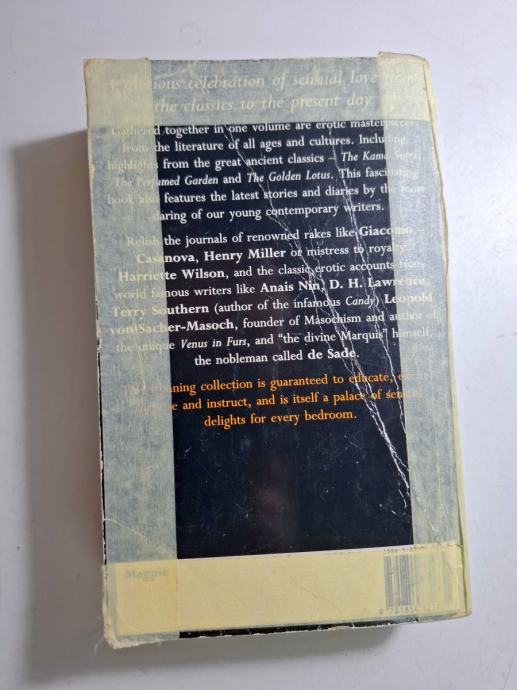 celebration of sensual love from
the classics to the present day
Gathered together in one volume are erotic masterpieces
from the literature of all ages and cultures. Including
highlights from the great ancient classics – The Kama Sutra,
The Perfumed Garden and The Golden Lotus. This fascinating
book also features the latest stories and diaries by the most
daring of our young contemporary writers.
Relish the journals of renowned rakes like Giacomo
Casanova, Henry Miller or mistress to royalty
Harriette Wilson, and the classic erotic accounts from
world famous writers like Anais Nin, D. H. Lawrence,
Terry Southern (author of the infamous Candy) Leopold
von Sacher-Masoch, founder of Masochism and author of
the unique Venus in Furs, and "the divine Marquis" himself,
the nobleman called de Sade.
This stunning collection is guaranteed to educate,
and instruct, and is itself a palace of sensual
delights for every bedroom.
Magpie